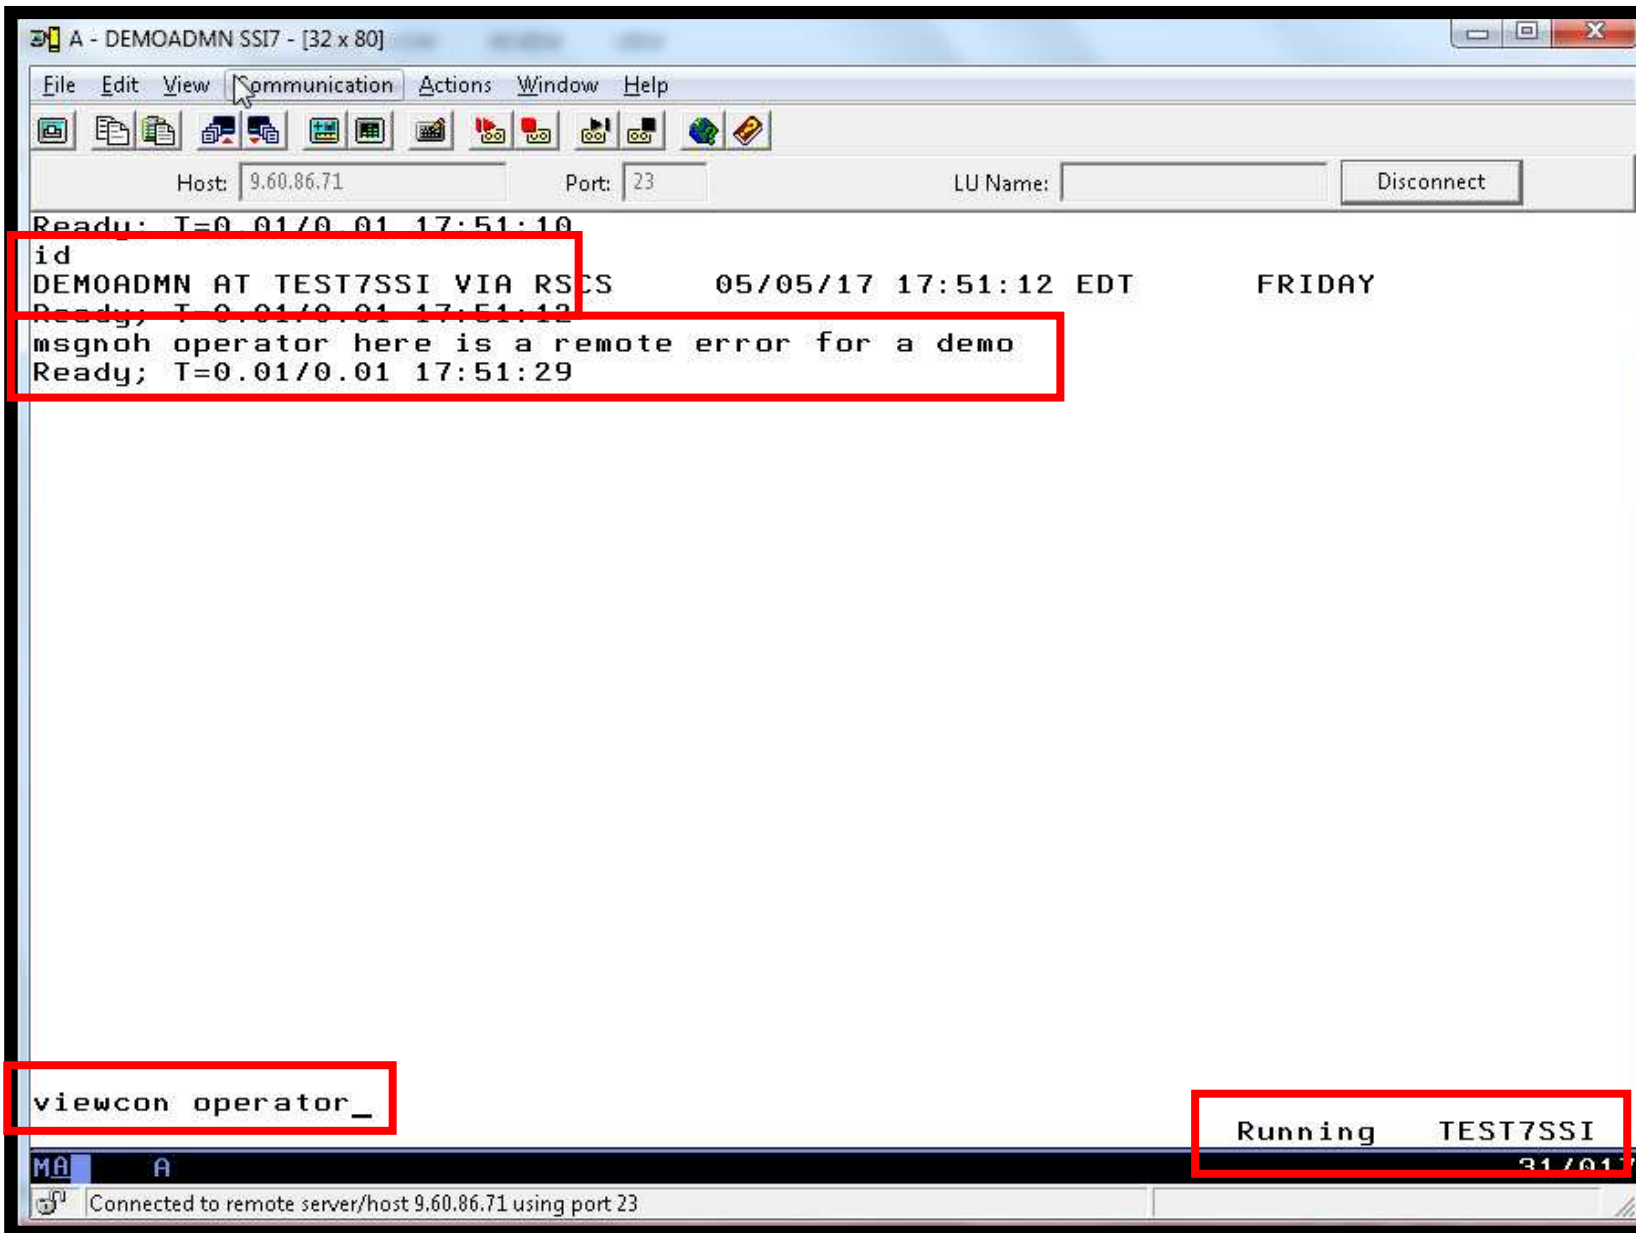 A - DEMOADMN SSI7 - [32 x 80]
File Edit View Communication Actions Window Help
Host: 9.60.86.71 Port: 23 LU Name: Disconnect
Ready; T=0.01/0.01 17:51:10
id
DEMOADMN AT TEST7SSI VIA RSCS 05/05/17 17:51:12 EDT FRIDAY
Ready; T=0.01/0.01 17:51:12
msgnoh operator here is a remote error for a demo
Ready; T=0.01/0.01 17:51:29
viewcon operator_
Running TEST7SSI
MA A 31/017
Connected to remote server/host 9.60.86.71 using port 23